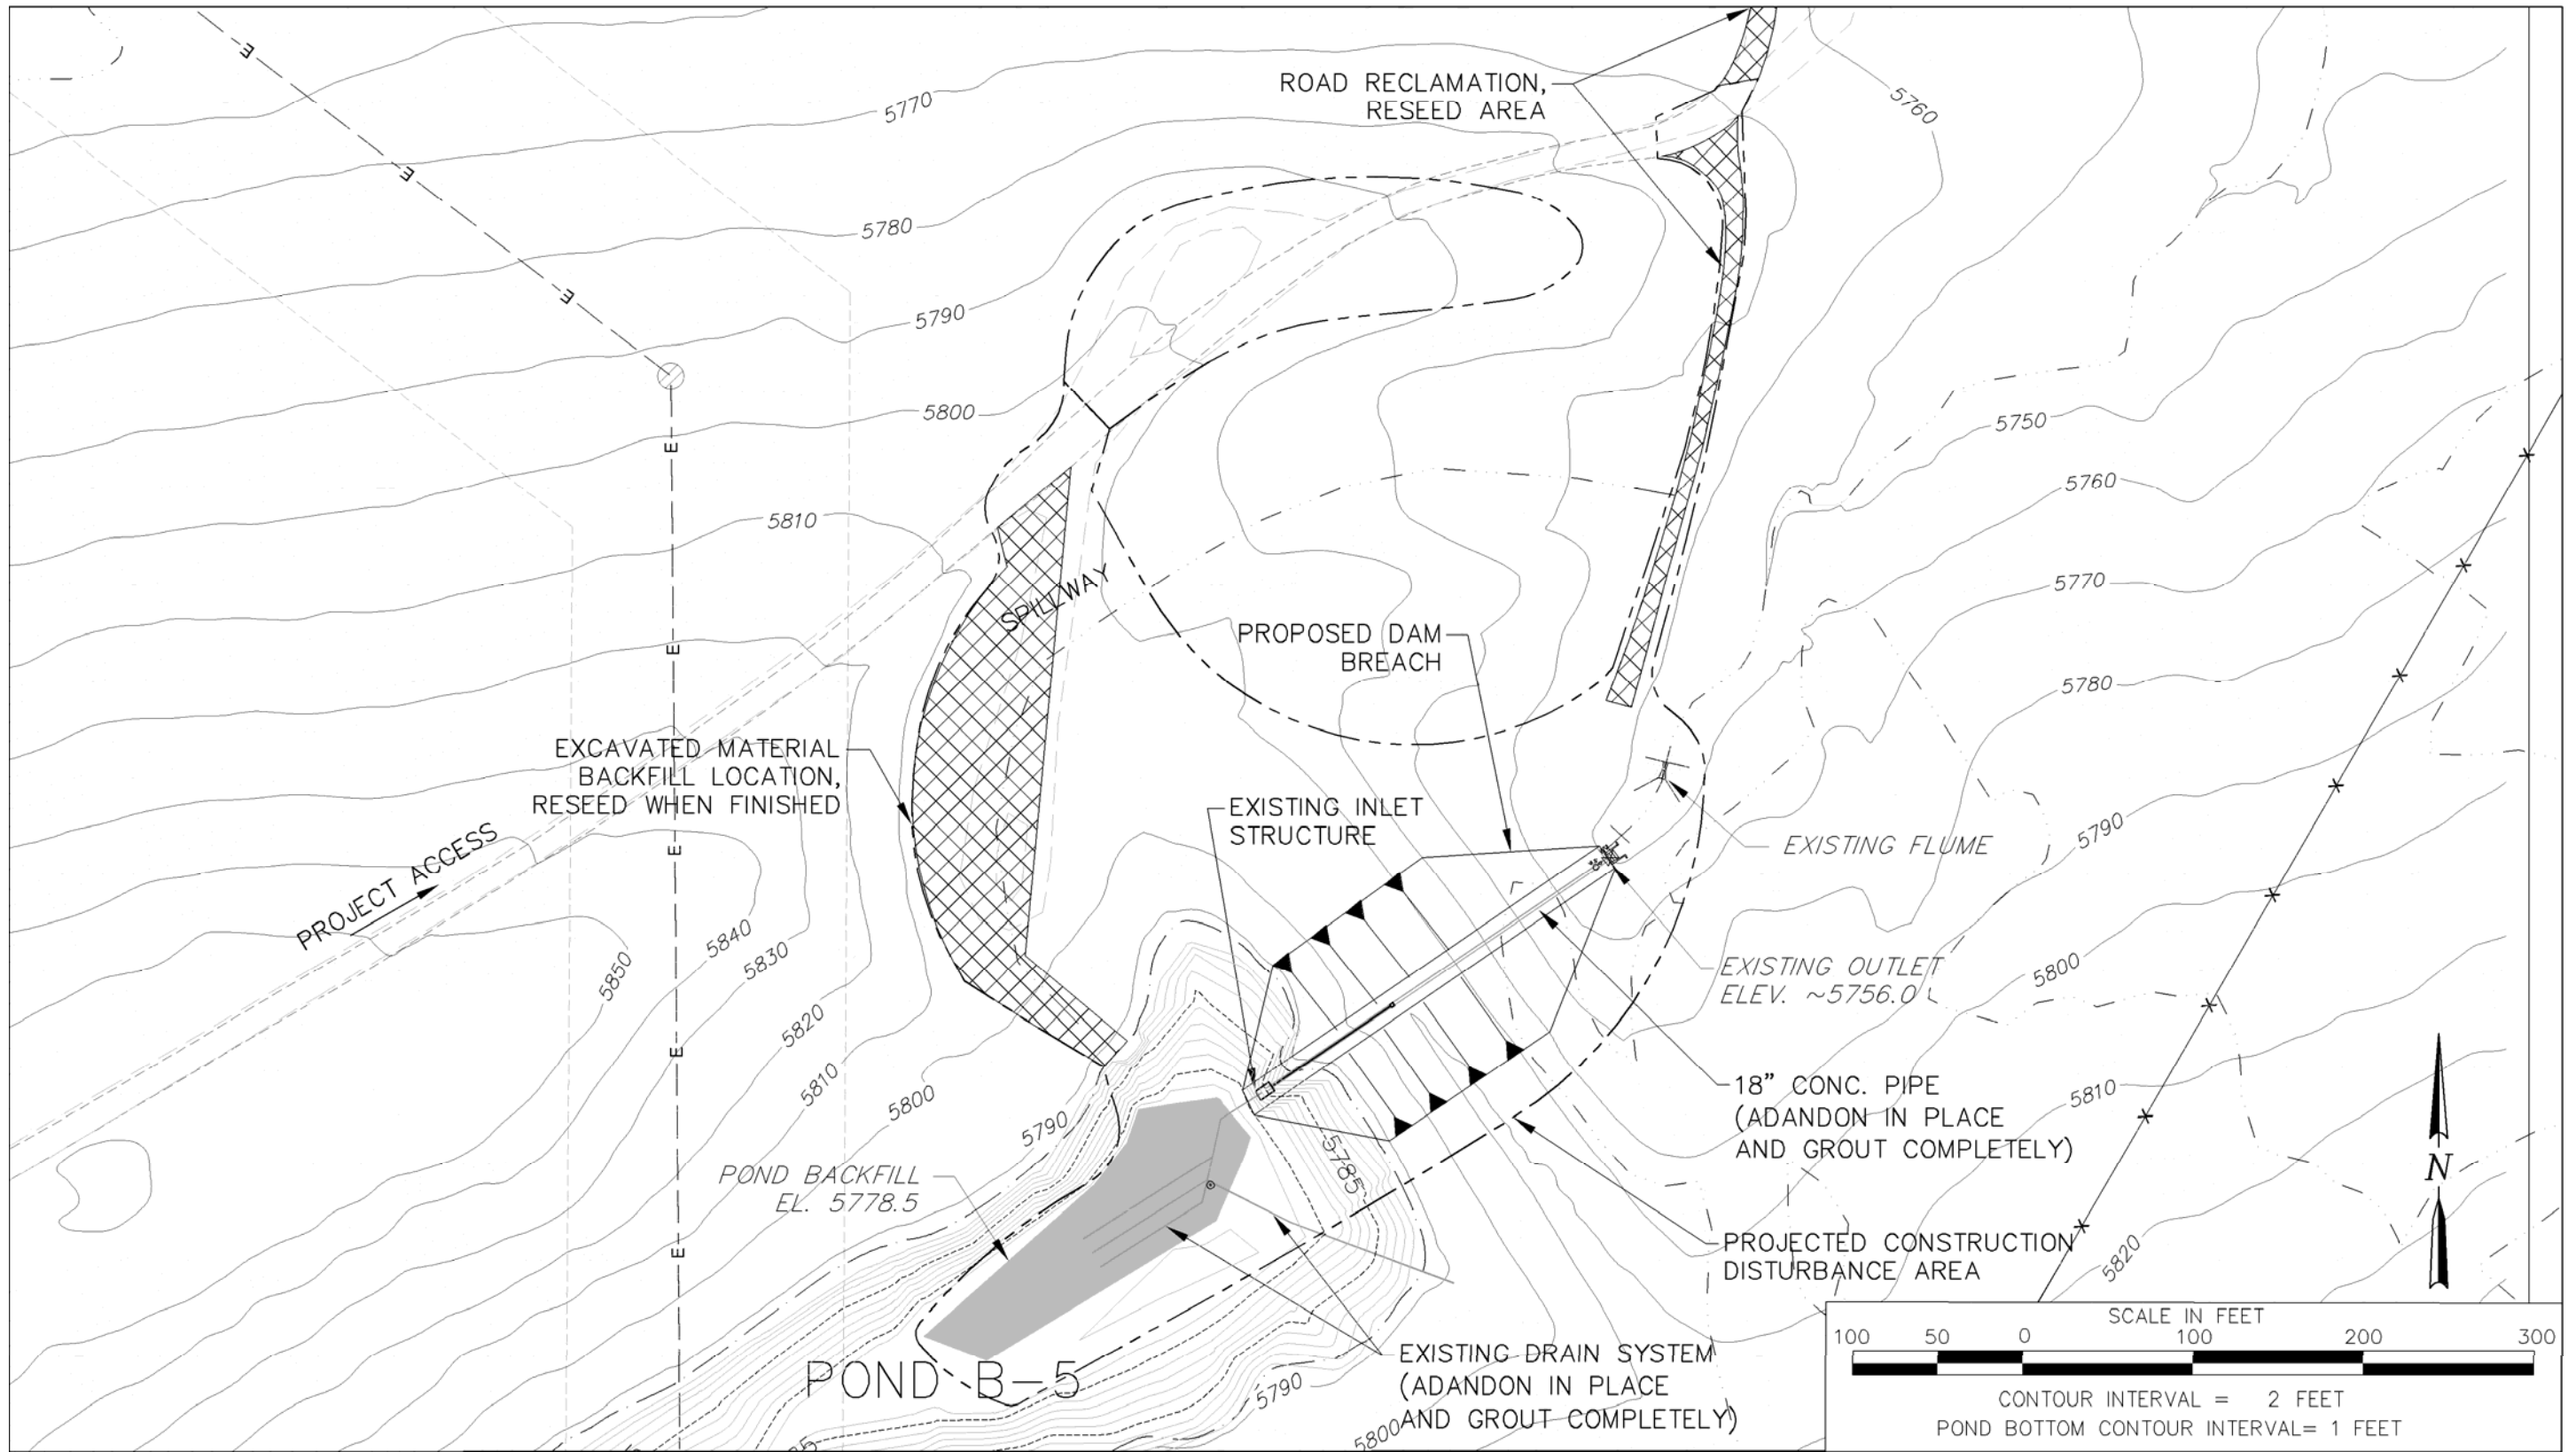 ROAD RECLAMATION,
RESEED AREA
5760
5770
5780
5790
5800
5810
E
E
E
E
E
E
E
E
5750
5760
5770
5780
5790
5800
5810
5820
SPILLWAY
PROPOSED DAM
BREACH
EXCAVATED MATERIAL
BACKFILL LOCATION,
RESEED WHEN FINISHED
EXISTING INLET
STRUCTURE
EXISTING FLUME
PROJECT ACCESS
5850
5840
5830
5820
5810
5800
5790
EXISTING OUTLET
ELEV. ~5756.0
18" CONC. PIPE
(ADANDON IN PLACE
AND GROUT COMPLETELY)
5785
POND BACKFILL
EL. 5778.5
PROJECTED CONSTRUCTION
DISTURBANCE AREA
EXISTING DRAIN SYSTEM
(ADANDON IN PLACE
AND GROUT COMPLETELY)
POND B-5
5790
5800
N
SCALE IN FEET
100 50 0 100 200 300
CONTOUR INTERVAL = 2 FEET
POND BOTTOM CONTOUR INTERVAL= 1 FEET